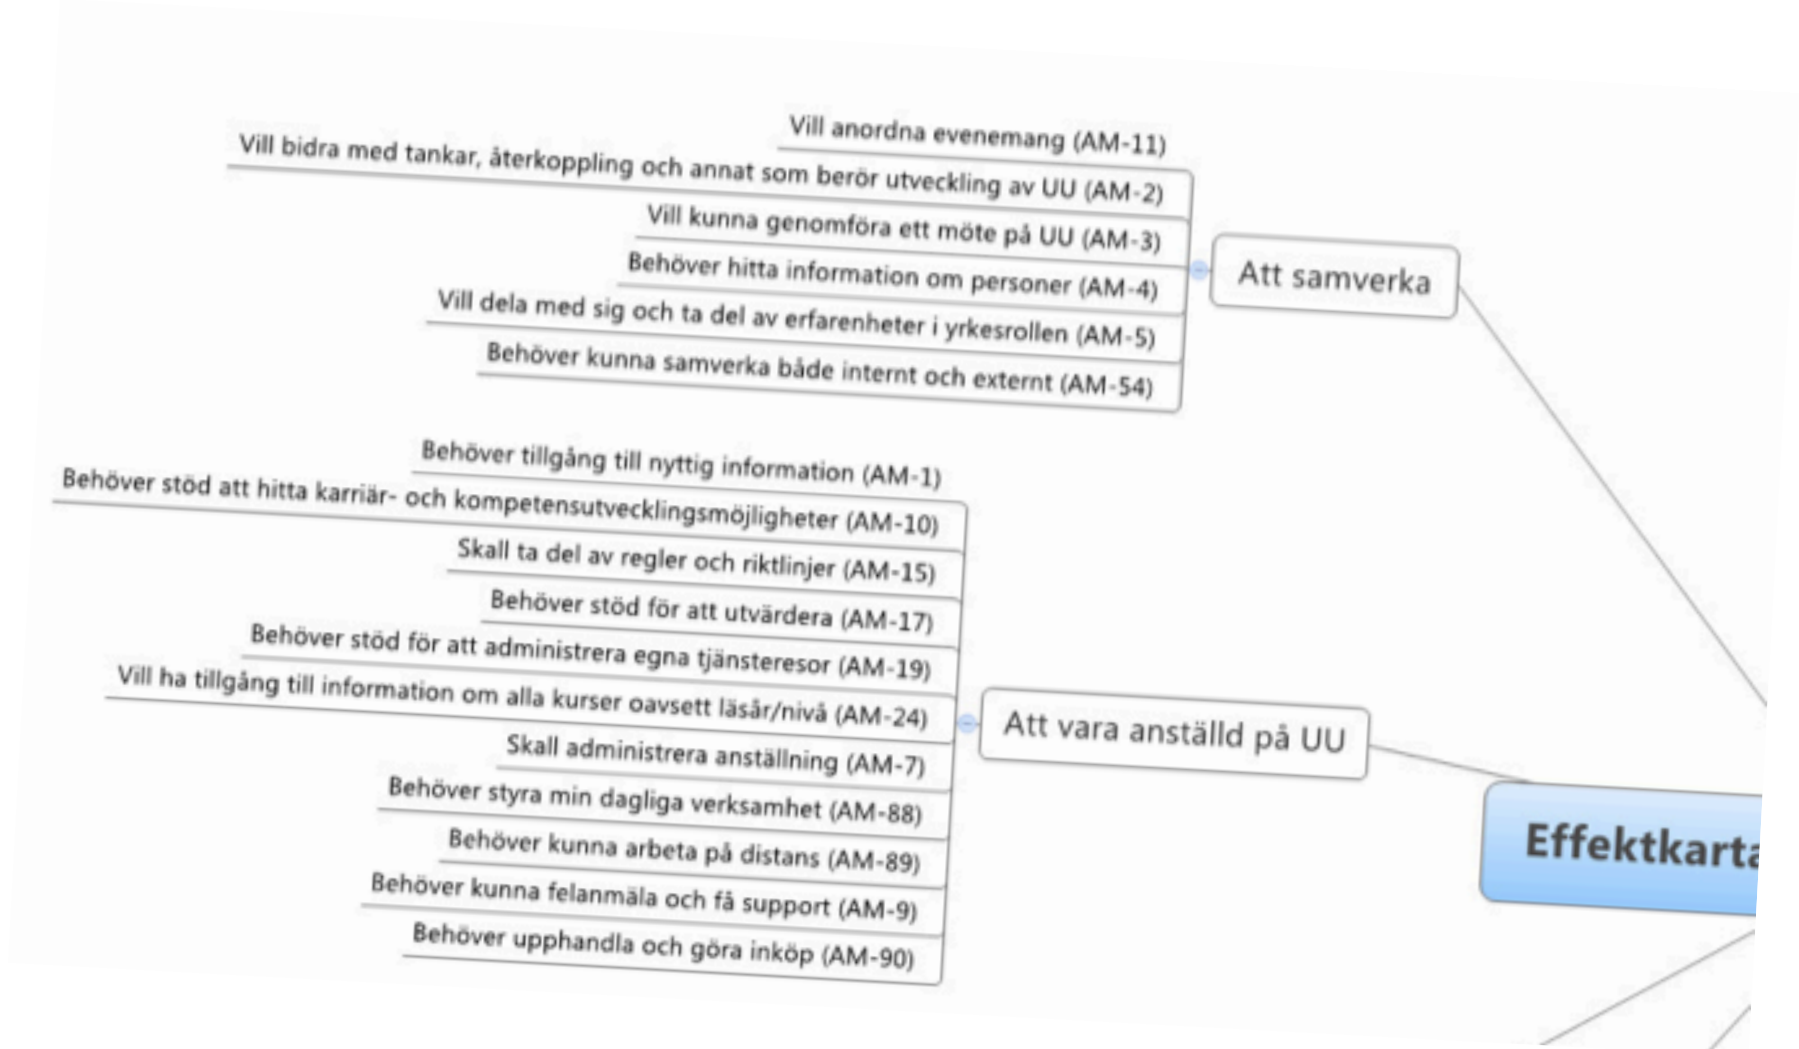 Vill anordna evenemang (AM-11)
Vill bidra med tankar, återkoppling och annat som berör utveckling av UU (AM-2)
Vill kunna genomföra ett möte på UU (AM-3)
Behöver hitta information om personer (AM-4)
Vill dela med sig och ta del av erfarenheter i yrkesrollen (AM-5)
Behöver kunna samverka både internt och externt (AM-54)
Att samverka
Behöver tillgång till nyttig information (AM-1)
Behöver stöd att hitta karriär- och kompetensutvecklingsmöjligheter (AM-10)
Skall ta del av regler och riktlinjer (AM-15)
Behöver stöd för att utvärdera (AM-17)
Behöver stöd för att administrera egna tjänsteresor (AM-19)
Vill ha tillgång till information om alla kurser oavsett läsår/nivå (AM-24)
Skall administrera anställning (AM-7)
Behöver styra min dagliga verksamhet (AM-88)
Behöver kunna arbeta på distans (AM-89)
Behöver kunna felanmäla och få support (AM-9)
Behöver upphandla och göra inköp (AM-90)
Att vara anställd på UU
Effektkarta